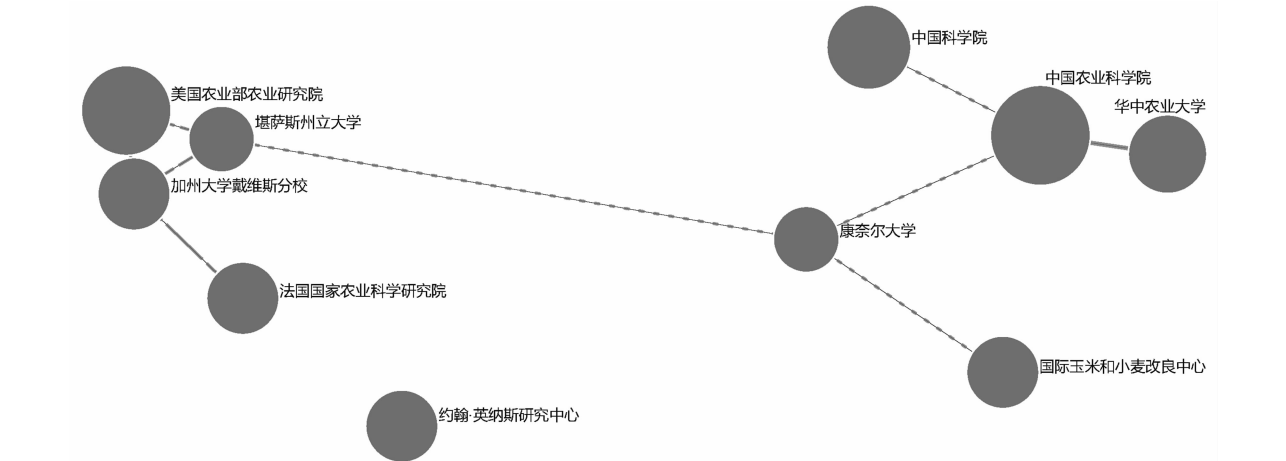 中国科学院
中国农业科学院
美国农业部农业研究院
华中农业大学
堪萨斯州立大学
加州大学戴维斯分校
康奈尔大学
法国国家农业科学研究院
国际玉米和小麦改良中心
约翰·英纳斯研究中心